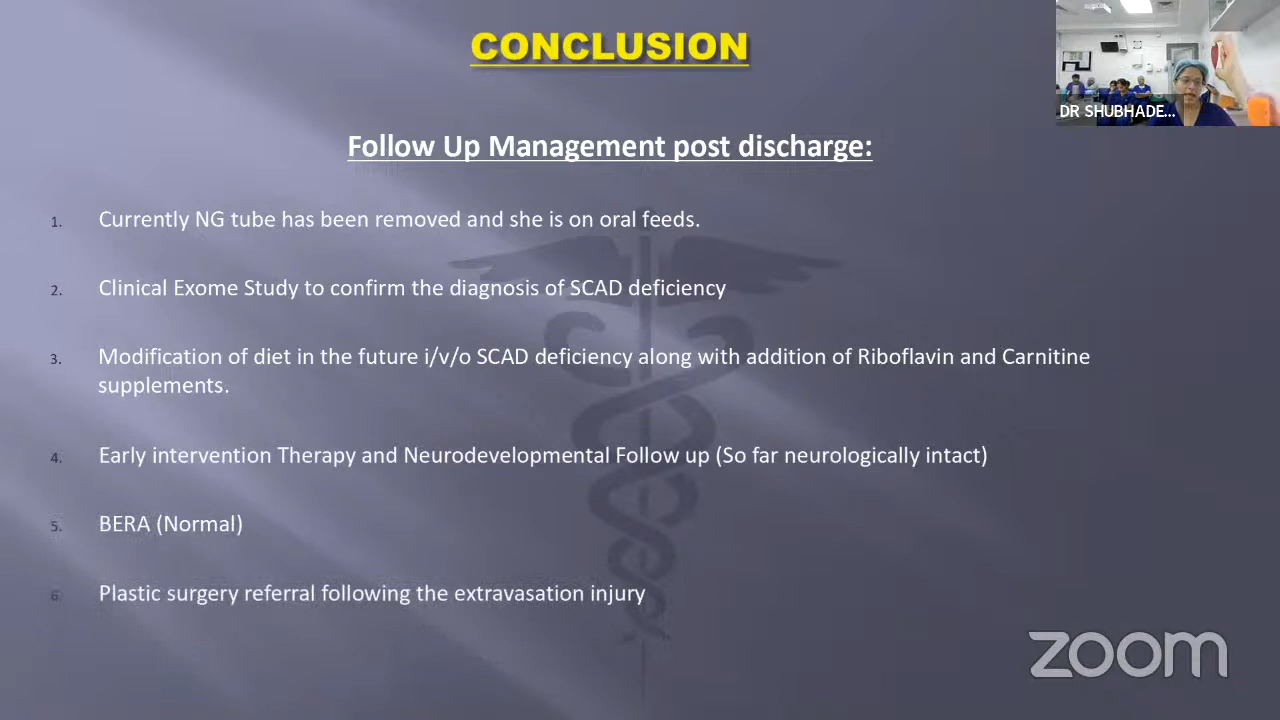 CONCLUSION
DR SHUBHADE...
Follow Up Management post discharge:
1. Currently NG tube has been removed and she is on oral feeds.
2. Clinical Exome Study to confirm the diagnosis of SCAD deficiency
3. Modification of diet in the future i/v/o SCAD deficiency along with addition of Riboflavin and Carnitine
supplements.
4. Early intervention Therapy and Neurodevelopmental Follow up (So far neurologically intact)
5. BERA (Normal)
6. Plastic surgery referral following the extravasation injury
zoom